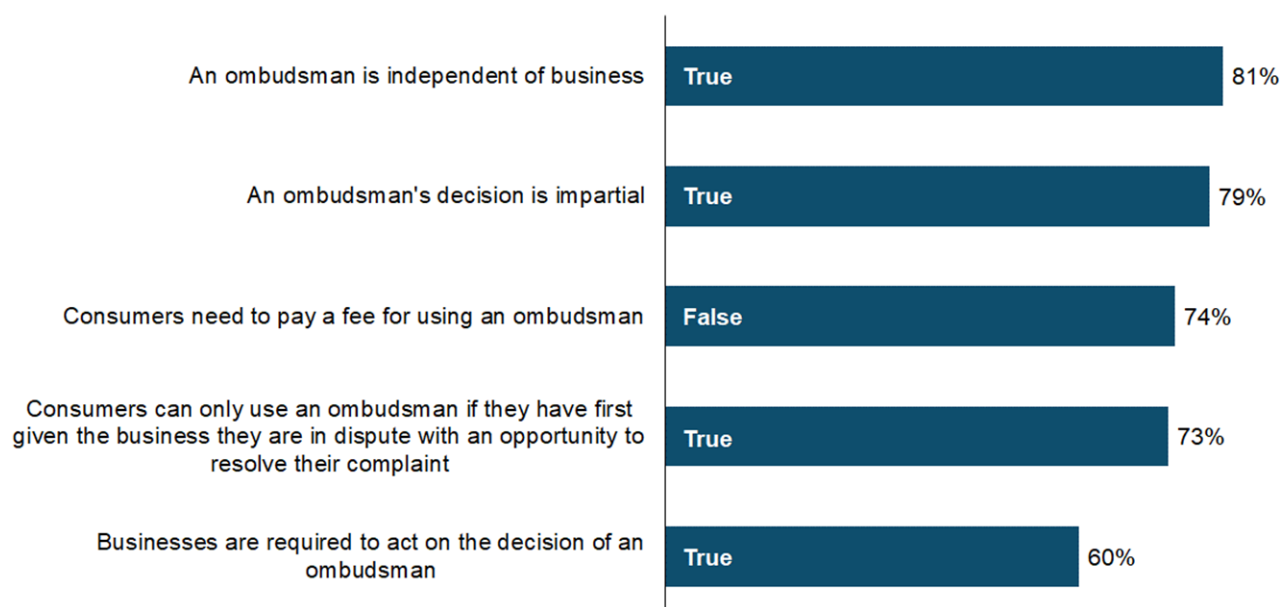 An ombudsman is independent of business
True
81%
An ombudsman's decision is impartial
True
79%
Consumers need to pay a fee for using an ombudsman
False
74%
Consumers can only use an ombudsman if they have first
given the business they are in dispute with an opportunity to
resolve their complaint
True
73%
Businesses are required to act on the decision of an
ombudsman
True
60%